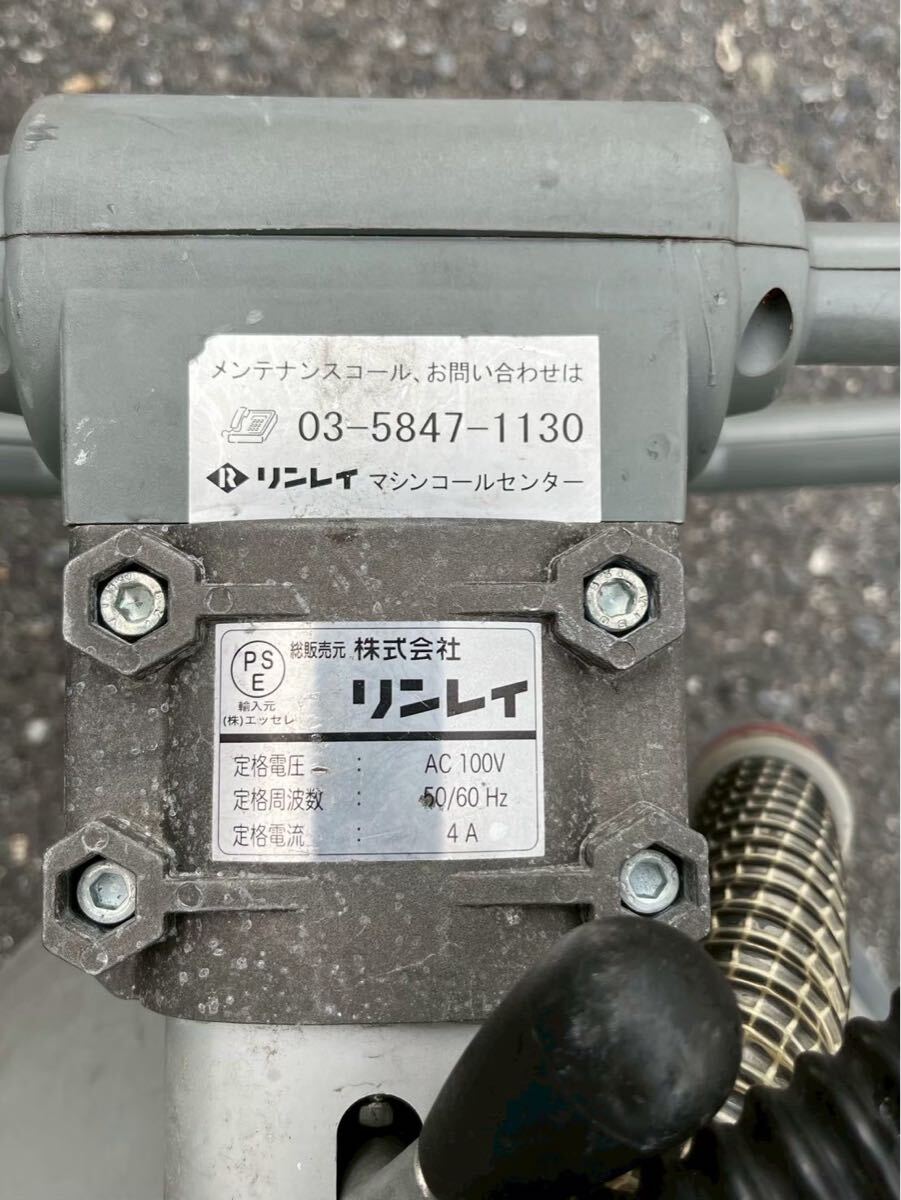 メンテナンスコール、お問い合わせは
03-5847-1130
R リンレイ マシンコールセンター
PS E 総販売元 株式会社
リンレイ
輸入元
(株)エッセレ
定格電圧 : AC 100V
定格周波数 : 50/60 Hz
定格電流 : 4 A